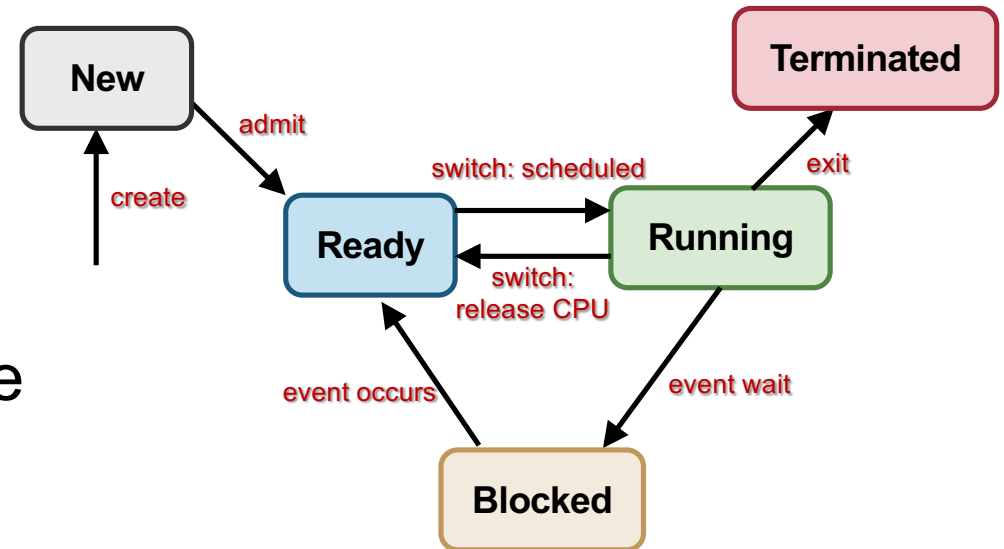 New
Terminated
admit
create
switch: scheduled
exit
Ready
Running
switch:
release CPU
e
event occurs
event wait
Blocked